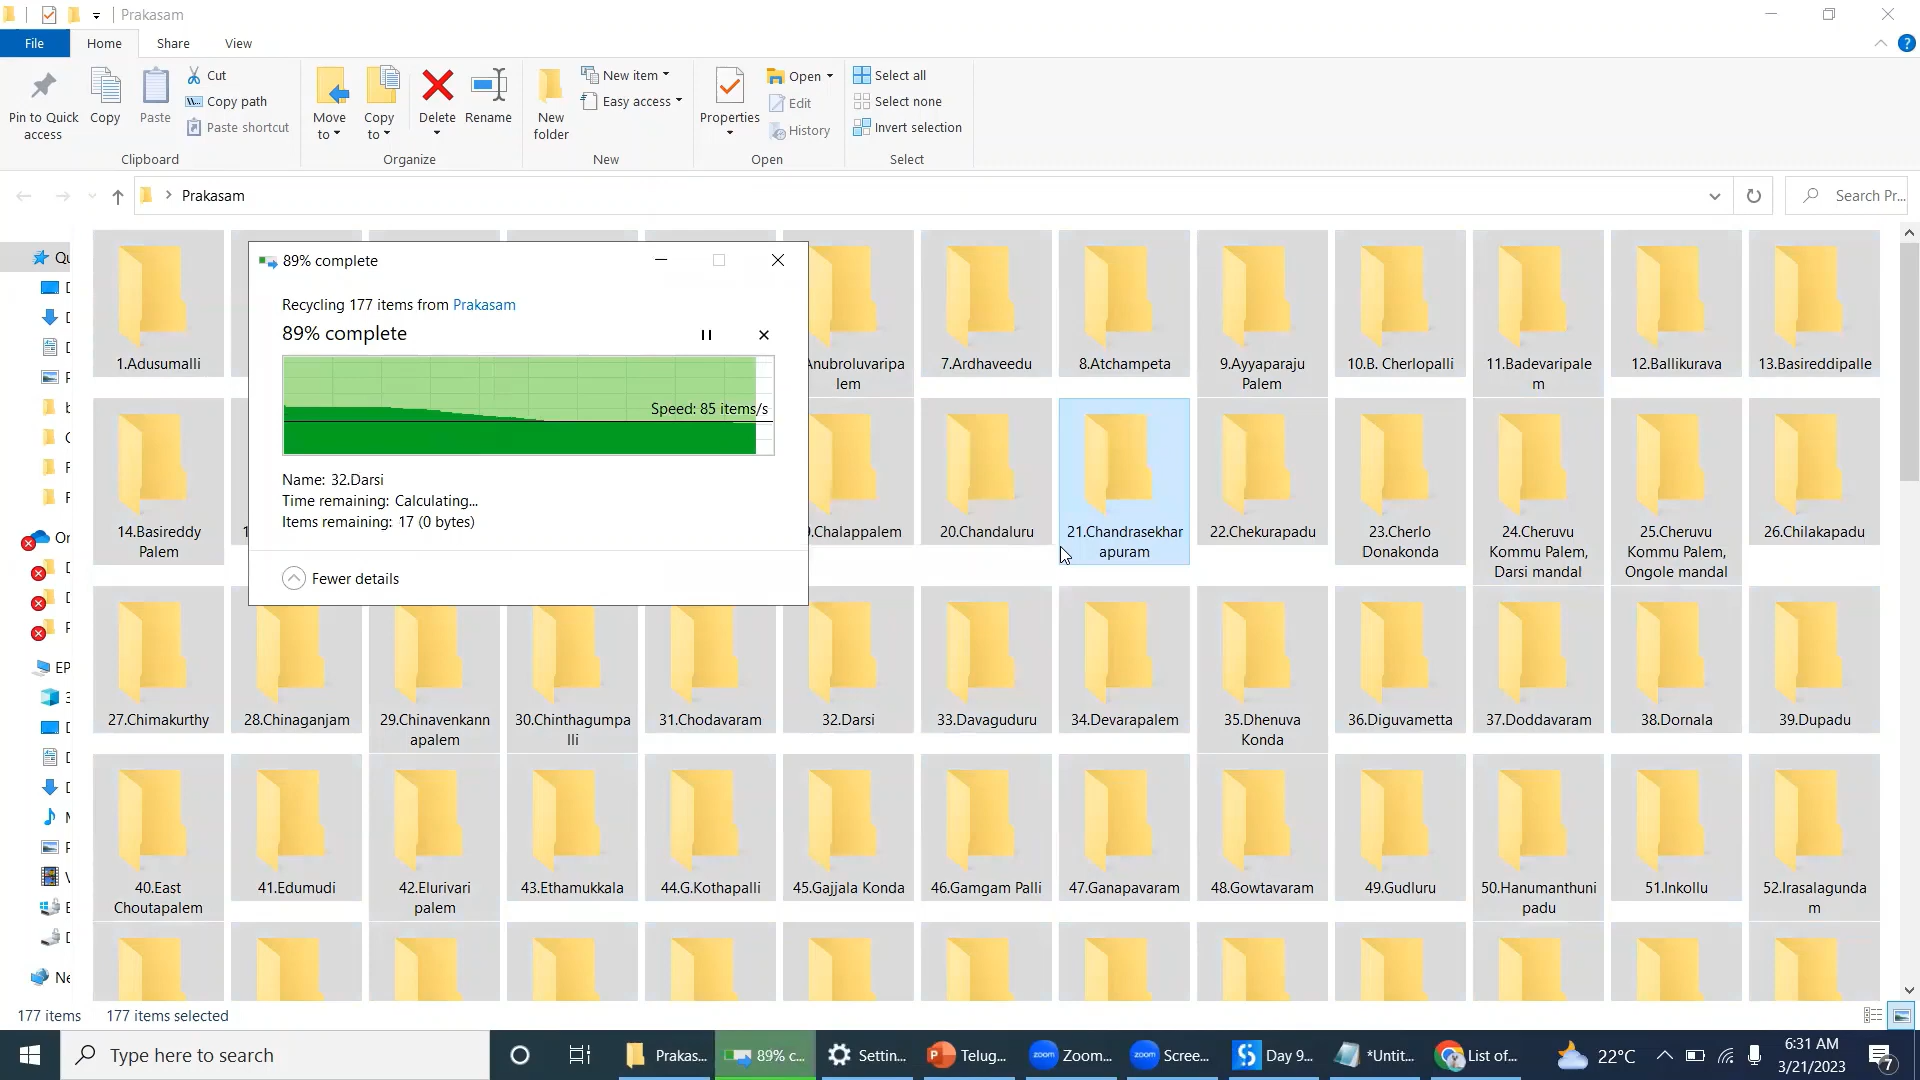 Prakasam
File
Home
Share
View
Pin to Quick
access
Copy
Paste
Cut
Copy path
Paste shortcut
Clipboard
Move
to
Copy
to
Delete
Rename
Organize
New
folder
New item
Easy access
New
Properties
Open
Edit
History
Open
Select all
Select none
Invert selection
Select
Prakasam
Search Pr...
89% complete
Recycling 177 items from Prakasam
89% complete
Speed: 85 items/s
Name: 32.Darsi
Time remaining: Calculating...
Items remaining: 17 (0 bytes)
Fewer details
1.Adusumalli
Anubroluvaripa
lem
7.Ardhaveedu
8.Atchampeta
9.Ayyaparaju
Palem
10.B. Cherlopalli
11.Badevaripale
m
12.Ballikurava
13.Basireddipalle
14.Basireddy
Palem
.Chalappalem
20.Chandaluru
21.Chandrasekhar
apuram
22.Chekurapadu
23.Cherlo
Donakonda
24.Cheruvu
Kommu Palem,
Darsi mandal
25.Cheruvu
Kommu Palem,
Ongole mandal
26.Chilakapadu
27.Chimakurthy
28.Chinaganjam
29.Chinavenkann
apalem
30.Chinthagumpa
lli
31.Chodavaram
32.Darsi
33.Davaguduru
34.Devarapalem
35.Dhenuva
Konda
36.Diguvametta
37.Doddavaram
38.Dornala
39.Dupadu
40.East
Choutapalem
41.Edumudi
42.Elurivari
palem
43.Ethamukkala
44.G.Kothapalli
45.Gajjala Konda
46.Gamgam Palli
47.Ganapavaram
48.Gowtavaram
49.Gudluru
50.Hanumanthuni
padu
51.Inkollu
52.Irasalagunda
m
177 items
177 items selected
Type here to search
Prakas...
89% c...
Settin...
Telug...
Zoom...
Scree...
Day 9...
*Untit...
List of...
22°C
6:31 AM
3/21/2023
7